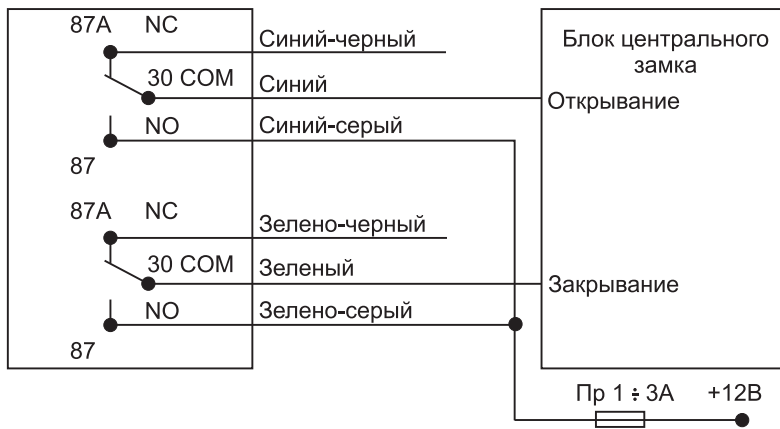 87A NC
Синий-черный
30 COM
Синий
NO
Синий-серый
87
87A NC
Зелено-черный
30 COM
Зеленый
NO
Зелено-серый
87
Блок центрального
замка
Открывание
Закрывание
Пр 1 ÷ 3А +12В